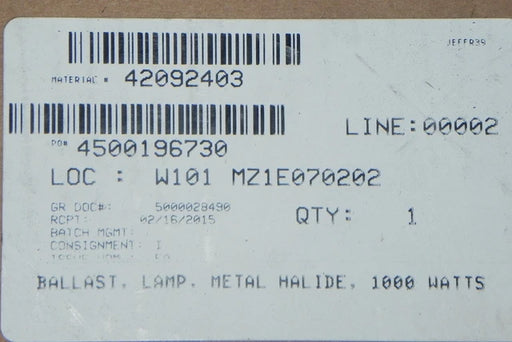 JEFFR39
MATERIAL # 42092403
LINE:00002
PO# 4500196730
LOC : W101 MZ1E070202
GR DOC#: 5000028490
RCPT: 02/16/2015
QTY: 1
BATCH MGMT:
CONSIGNMENT: I
BALLAST, LAMP, METAL HALIDE, 1000 WATTS